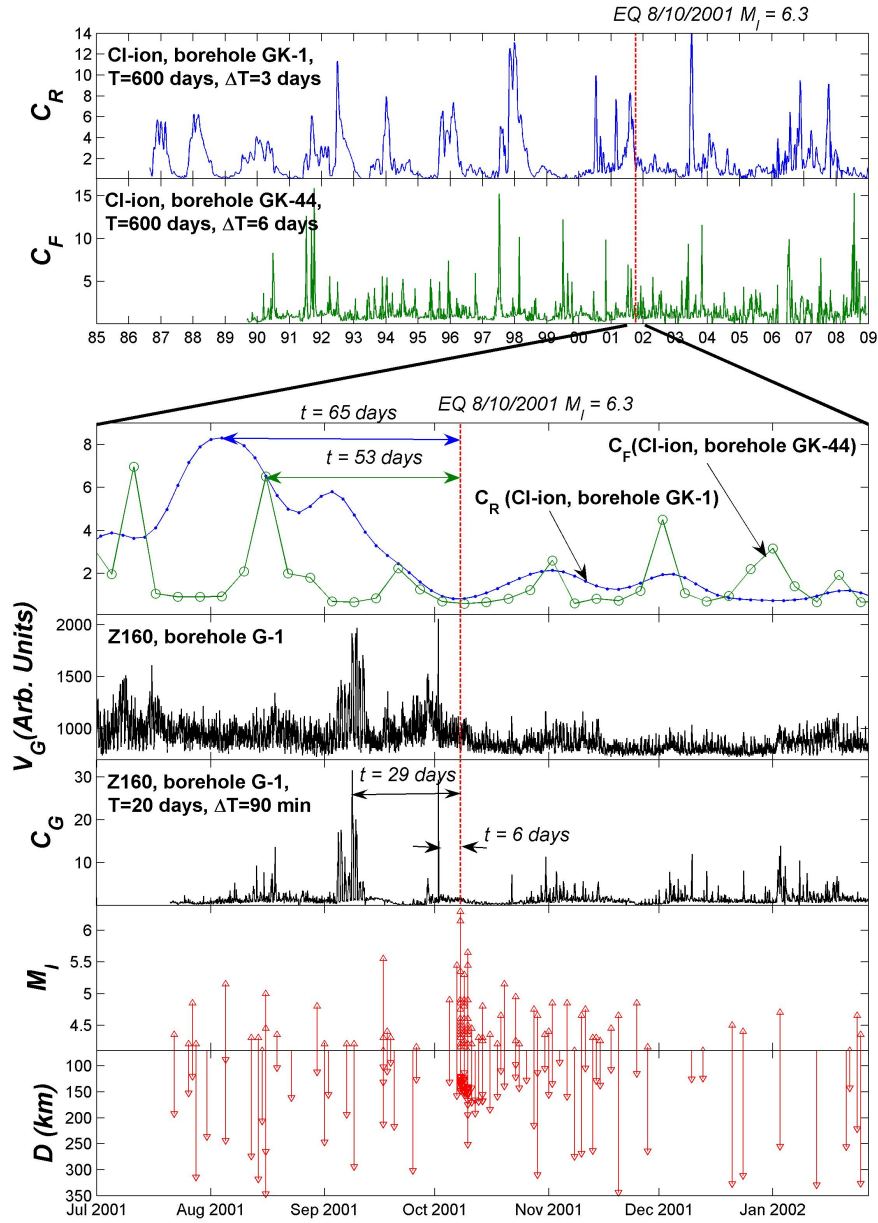 EQ 8/10/2001 M_l = 6.3
14
12
10
8
6
4
2
C_R
Cl-ion, borehole GK-1,
T=600 days, ΔT=3 days
15
10
5
C_F
Cl-ion, borehole GK-44,
T=600 days, ΔT=6 days
85 86 87 88 89 90 91 92 93 94 95 96 97 98 99 00 01 02 03 04 05 06 07 08 09
EQ 8/10/2001 M_l = 6.3
t = 65 days
t = 53 days
8
6
4
2
C_F(Cl-ion, borehole GK-44)
C_R (Cl-ion, borehole GK-1)
V_G(Arb. Units)
2000
1500
1000
Z160, borehole G-1
C_G
30
20
10
Z160, borehole G-1,
T=20 days, ΔT=90 min
t = 29 days
t = 6 days
M_l
6
5.5
5
4.5
D (km)
100
150
200
250
300
350
Jul 2001 Aug 2001 Sep 2001 Oct 2001 Nov 2001 Dec 2001 Jan 2002